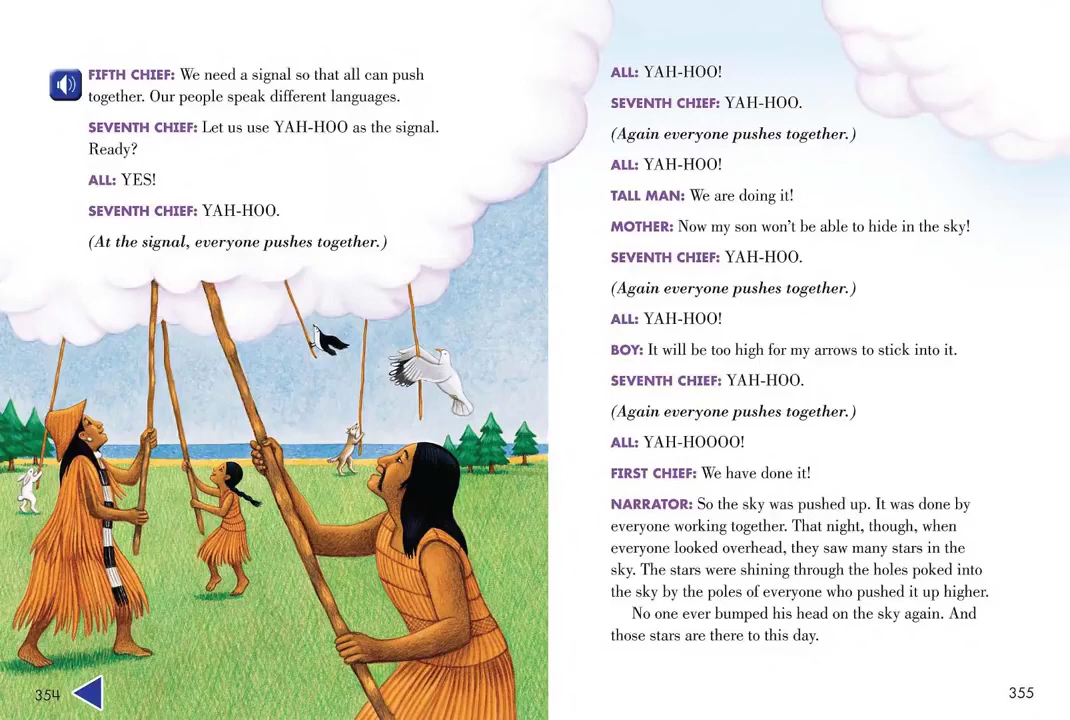 FIFTH CHIEF: We need a signal so that all can push
together. Our people speak different languages.
SEVENTH CHIEF: Let us use YAH-HOO as the signal.
Ready?
ALL: YES!
SEVENTH CHIEF: YAH-HOO.
(At the signal, everyone pushes together.)
354
ALL: YAH-HOO!
SEVENTH CHIEF: YAH-HOO.
(Again everyone pushes together.)
ALL: YAH-HOO!
TALL MAN: We are doing it!
MOTHER: Now my son won't be able to hide in the sky!
SEVENTH CHIEF: YAH-HOO.
(Again everyone pushes together.)
ALL: YAH-HOO!
BOY: It will be too high for my arrows to stick into it.
SEVENTH CHIEF: YAH-HOO.
(Again everyone pushes together.)
ALL: YAH-HOOOO!
FIRST CHIEF: We have done it!
NARRATOR: So the sky was pushed up. It was done by
everyone working together. That night, though, when
everyone looked overhead, they saw many stars in the
sky. The stars were shining through the holes poked into
the sky by the poles of everyone who pushed it up higher.
No one ever bumped his head on the sky again. And
those stars are there to this day.
355